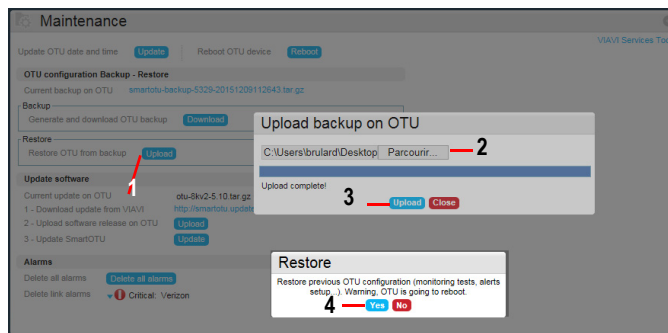 Maintenance
VIAVI Services Too
Update OTU date and time Update Reboot OTU device Reboot
OTU configuration Backup - Restore
Current backup on OTU smartotu-backup-5329-20151209112643.tar.gz
Backup
Generate and download OTU backup Download
Restore
Restore OTU from backup Upload
1
Update software
Current update on OTU otu-8kv2-5.10.tar.gz
1 - Download update from VIAVI http://smartotu.update
2 - Upload software release on OTU Upload
3 - Update SmartOTU Update
Alarms
Delete all alarms Delete all alarms
Delete link alarms Critical: Verizon
Upload backup on OTU
C:\Users\brulard\Desktop Parcourir... 2
Upload complete!
3 Upload Close
Restore
Restore previous OTU configuration (monitoring tests, alerts
setup...). Warning, OTU is going to reboot.
4 Yes No